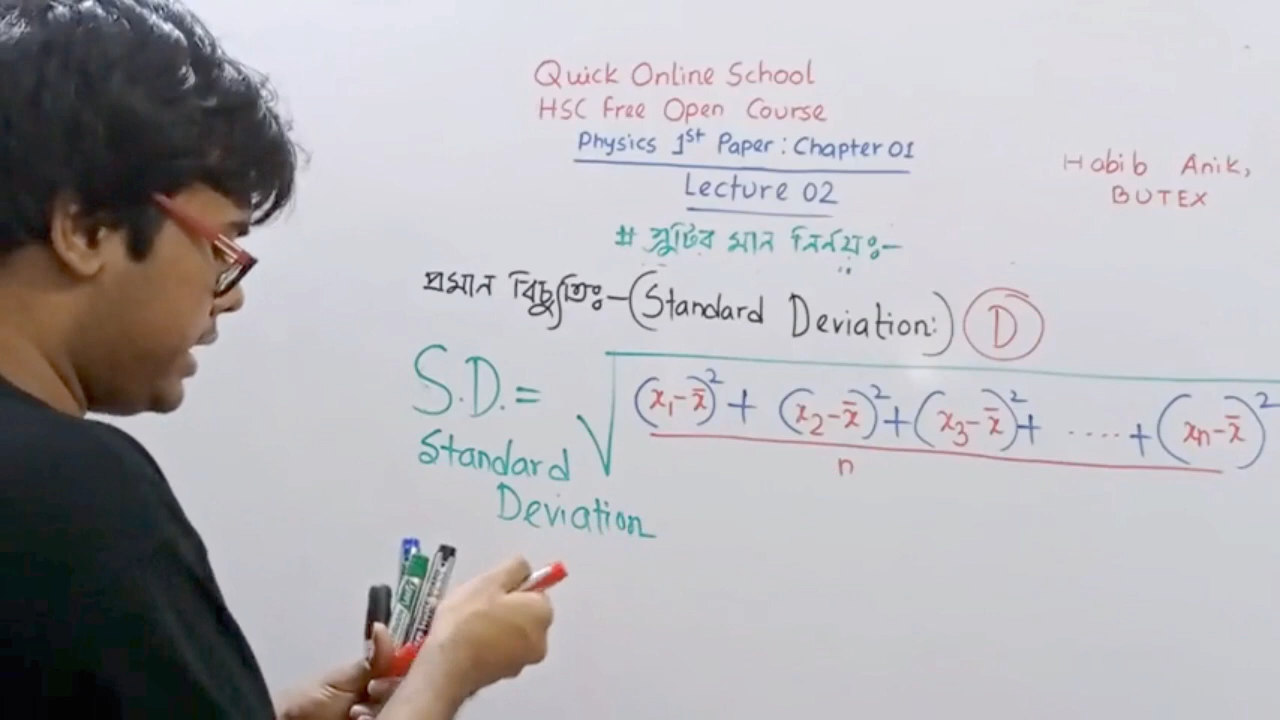 Quick Online School
HSC Free Open Course
Physics 1st Paper : Chapter 01
Lecture 02
Habib Anik,
BUTEX
# ত্রুটির মান নির্নয়ঃ-
প্রমান বিচ্যুতিঃ-(Standard Deviation:) D
S.D. = √ (x₁-x̄)² + (x₂-x̄)² + (x₃-x̄)² + ..... + (xn-x̄)²
n
Standard
Deviation